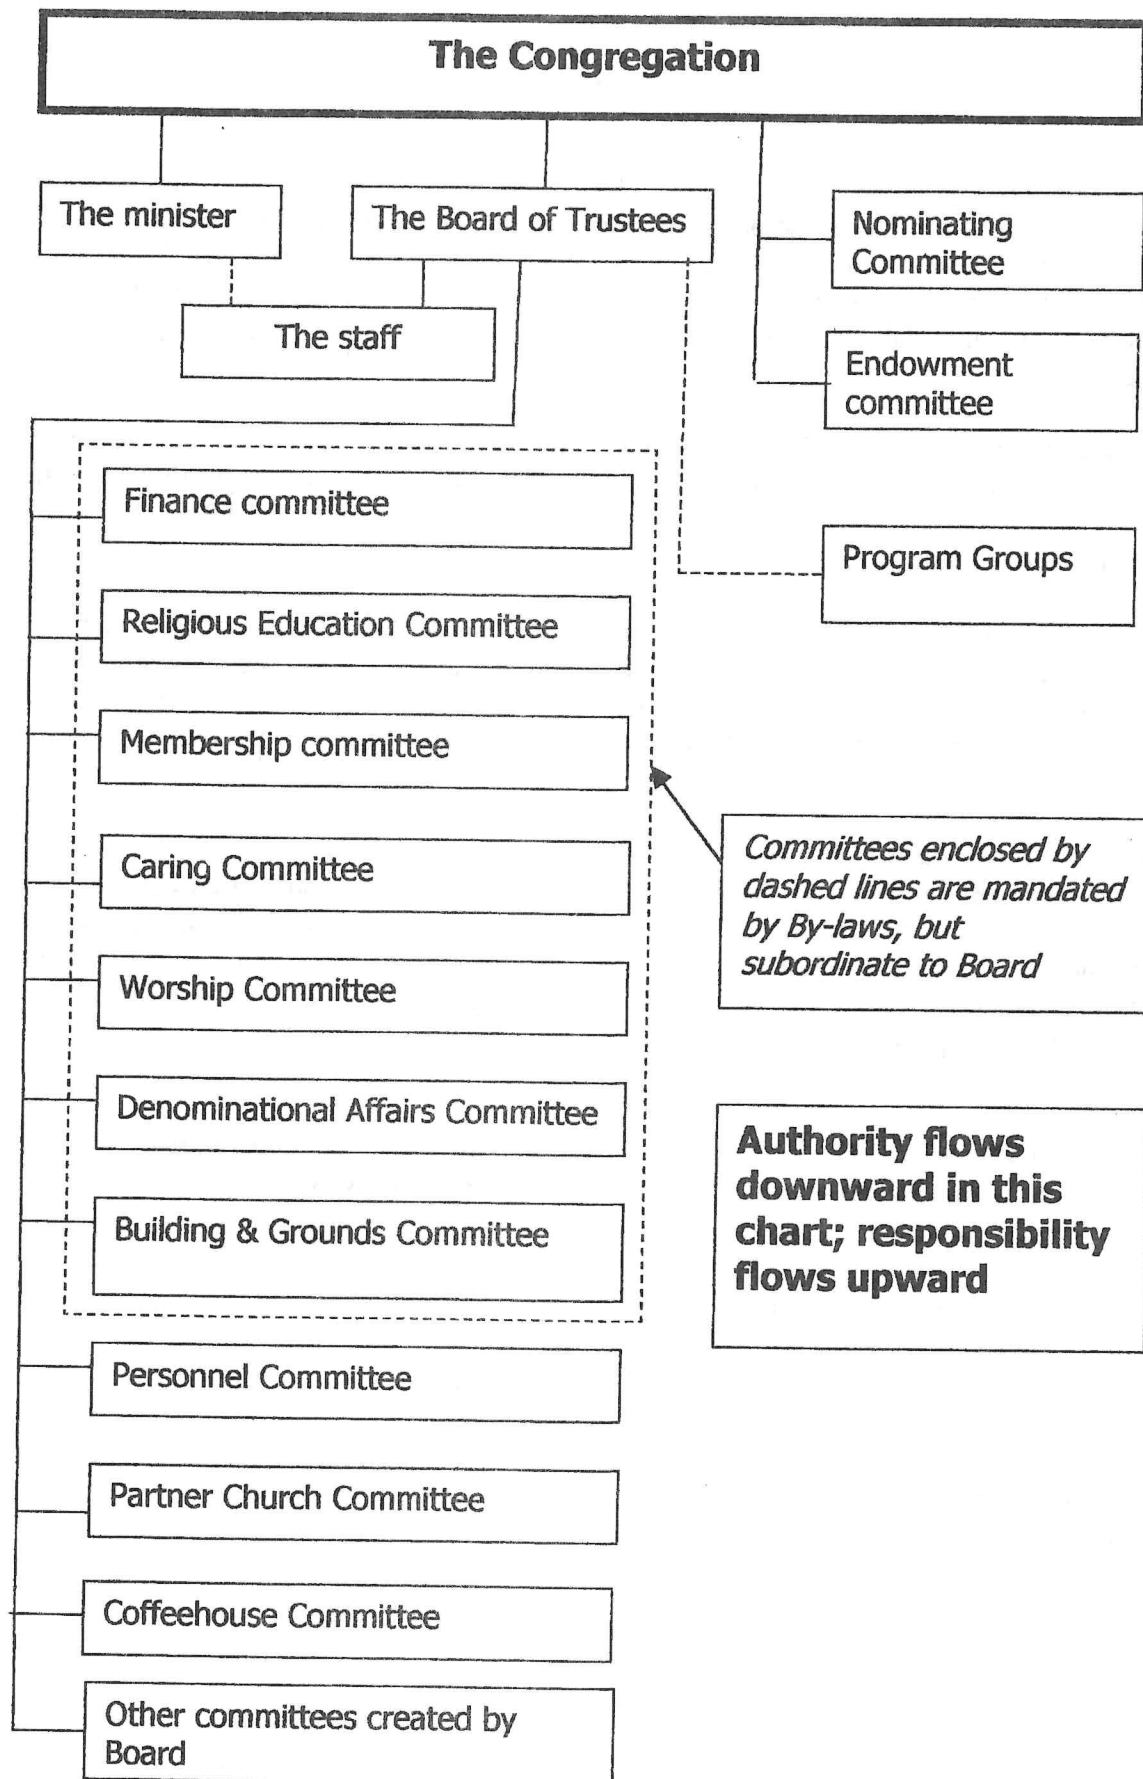 The Congregation
The minister
The Board of Trustees
Nominating
Committee
The staff
Endowment
committee
Finance committee
Program Groups
Religious Education Committee
Membership committee
Caring Committee
Committees enclosed by
dashed lines are mandated
by By-laws, but
subordinate to Board
Worship Committee
Denominational Affairs Committee
Authority flows
downward in this
chart; responsibility
flows upward
Building & Grounds Committee
Personnel Committee
Partner Church Committee
Coffeehouse Committee
Other committees created by
Board